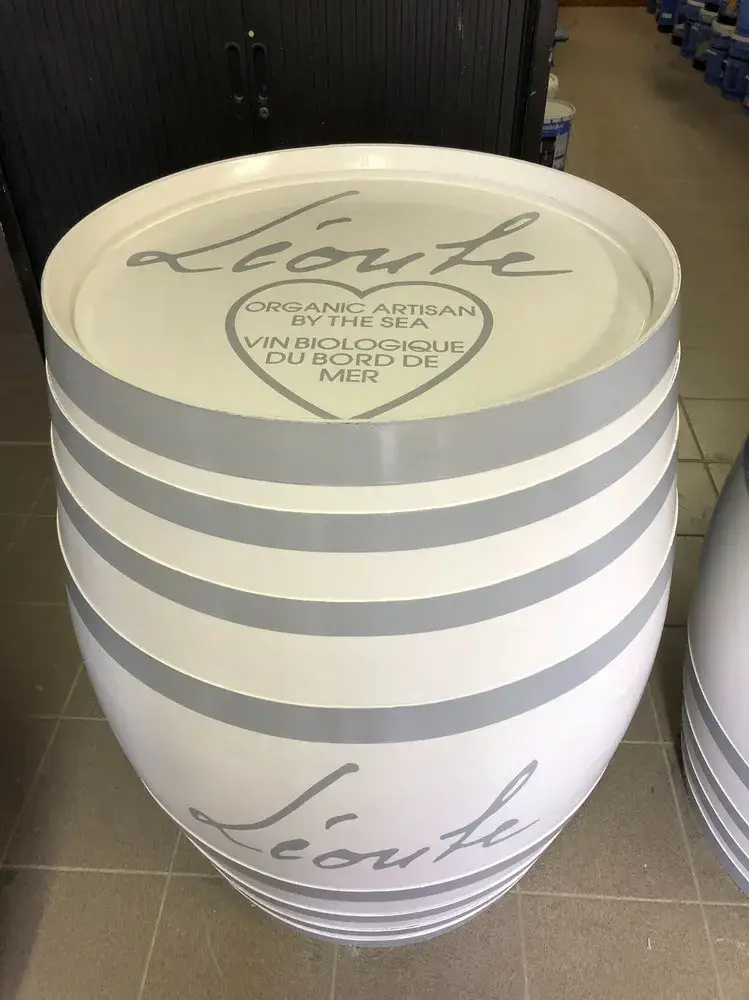 Léoube
ORGANIC ARTISAN
BY THE SEA
VIN BIOLOGIQUE
DU BORD DE
MER
Léoube